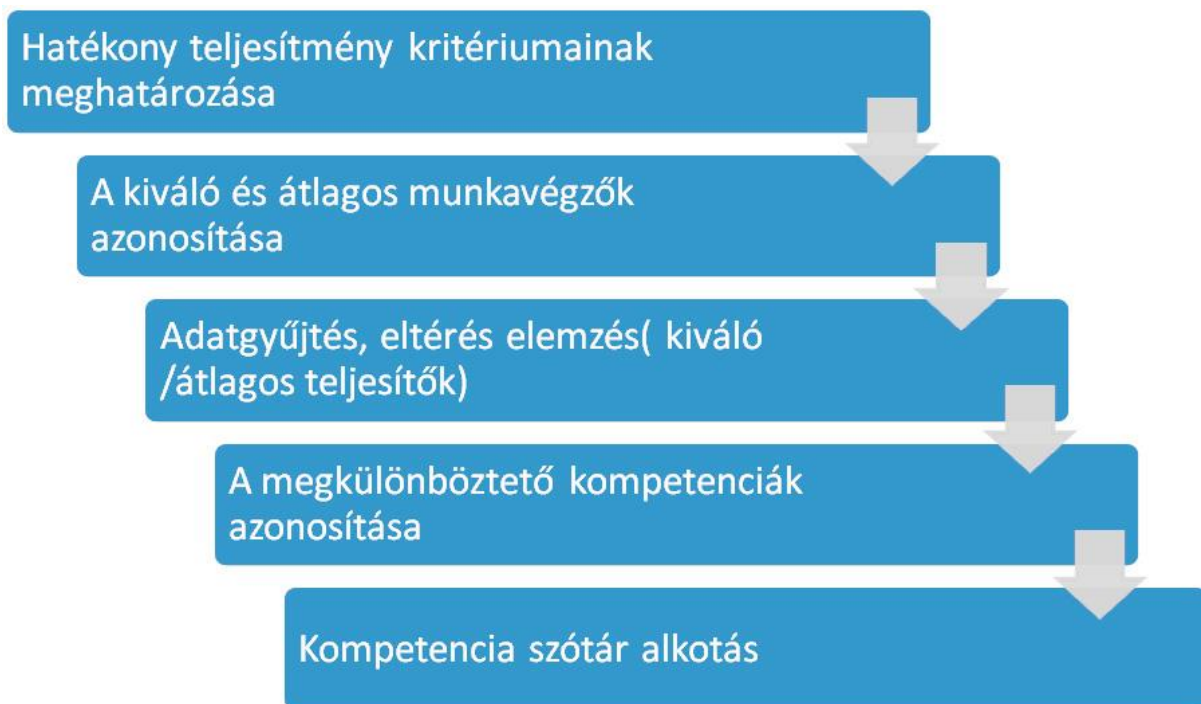 Hatékony teljesítmény kritériumainak
meghatározása
A kiváló és átlagos munkavégzők
azonosítása
Adatgyűjtés, eltérés elemzés( kiváló
/átlagos teljesítők)
A megkülönböztető kompetenciák
azonosítása
Kompetencia szótár alkotás